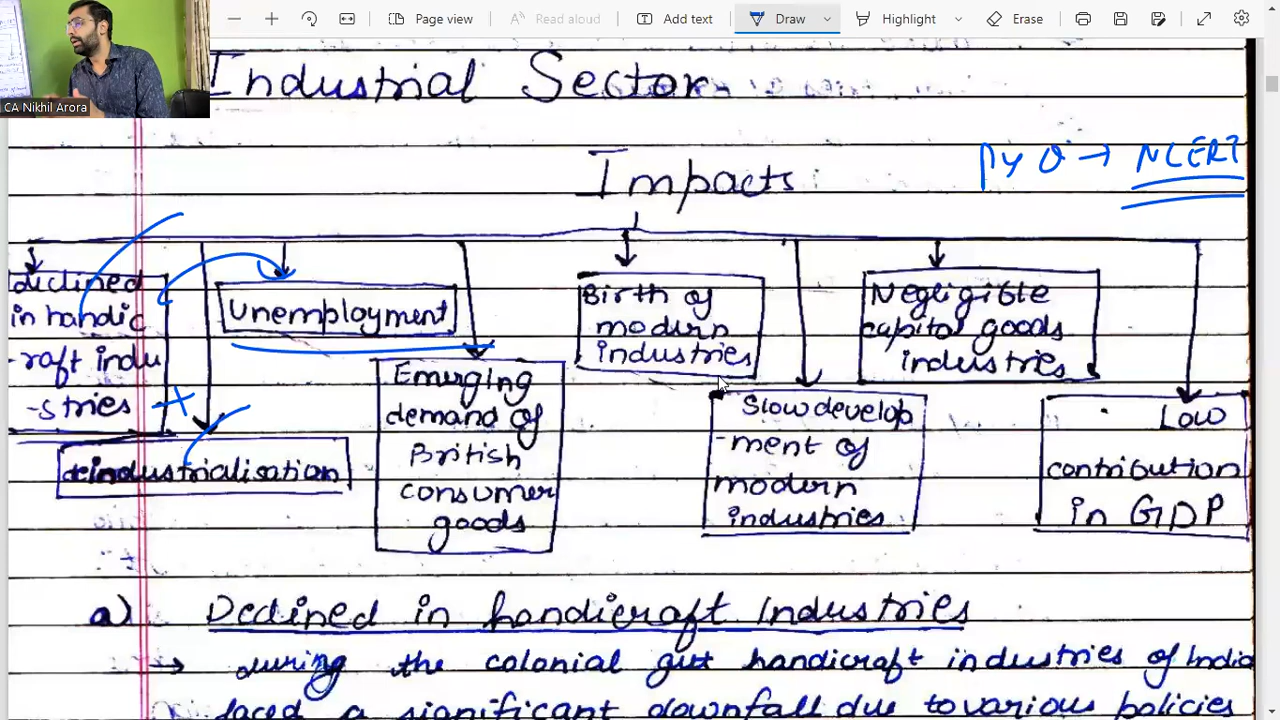 Page view
Read aloud
Add text
Draw
Highlight
Erase
CA Nikhil Arora
Industrial Sector
Impacts
PYQ → NCERT
declined
in handic
-raft indu
-stries
Unemployment
Birth of
modern
industries
Negligible
capital goods
industries
deindustrialisation
Emerging
demand of
British
consumer
goods
Slow develop
-ment of
modern
industries
Low
contribution
in GDP
a) Declined in handicraft Industries
→ during the colonial handicraft industries of India
faced a significant downfall due to various policies